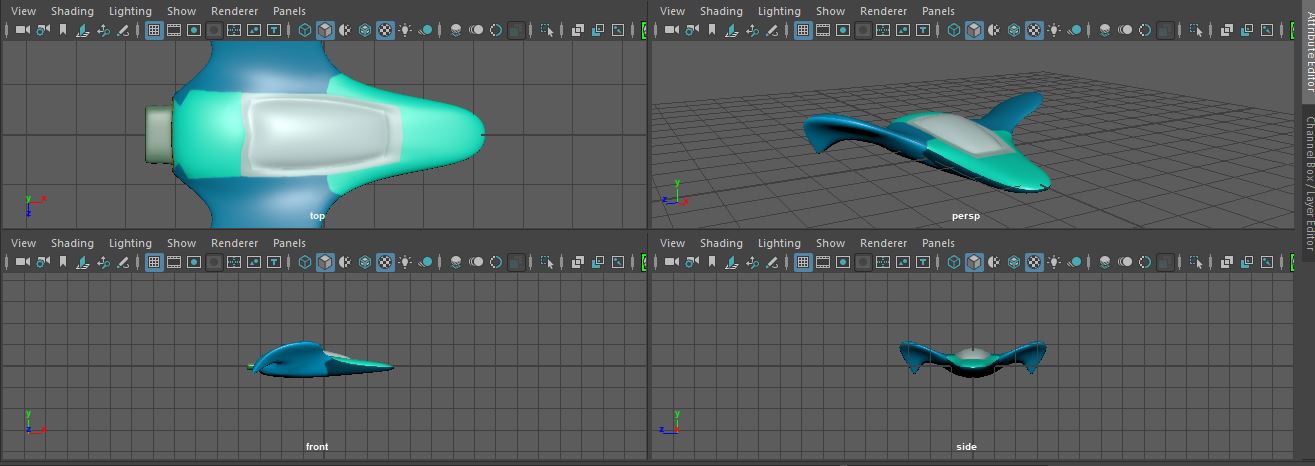 View Shading Lighting Show Renderer Panels
View Shading Lighting Show Renderer Panels
top
persp
y x
z
y
z x
View Shading Lighting Show Renderer Panels
View Shading Lighting Show Renderer Panels
front
side
y
z x
y
z x
Attribute Editor
Channel Box / Layer Editor